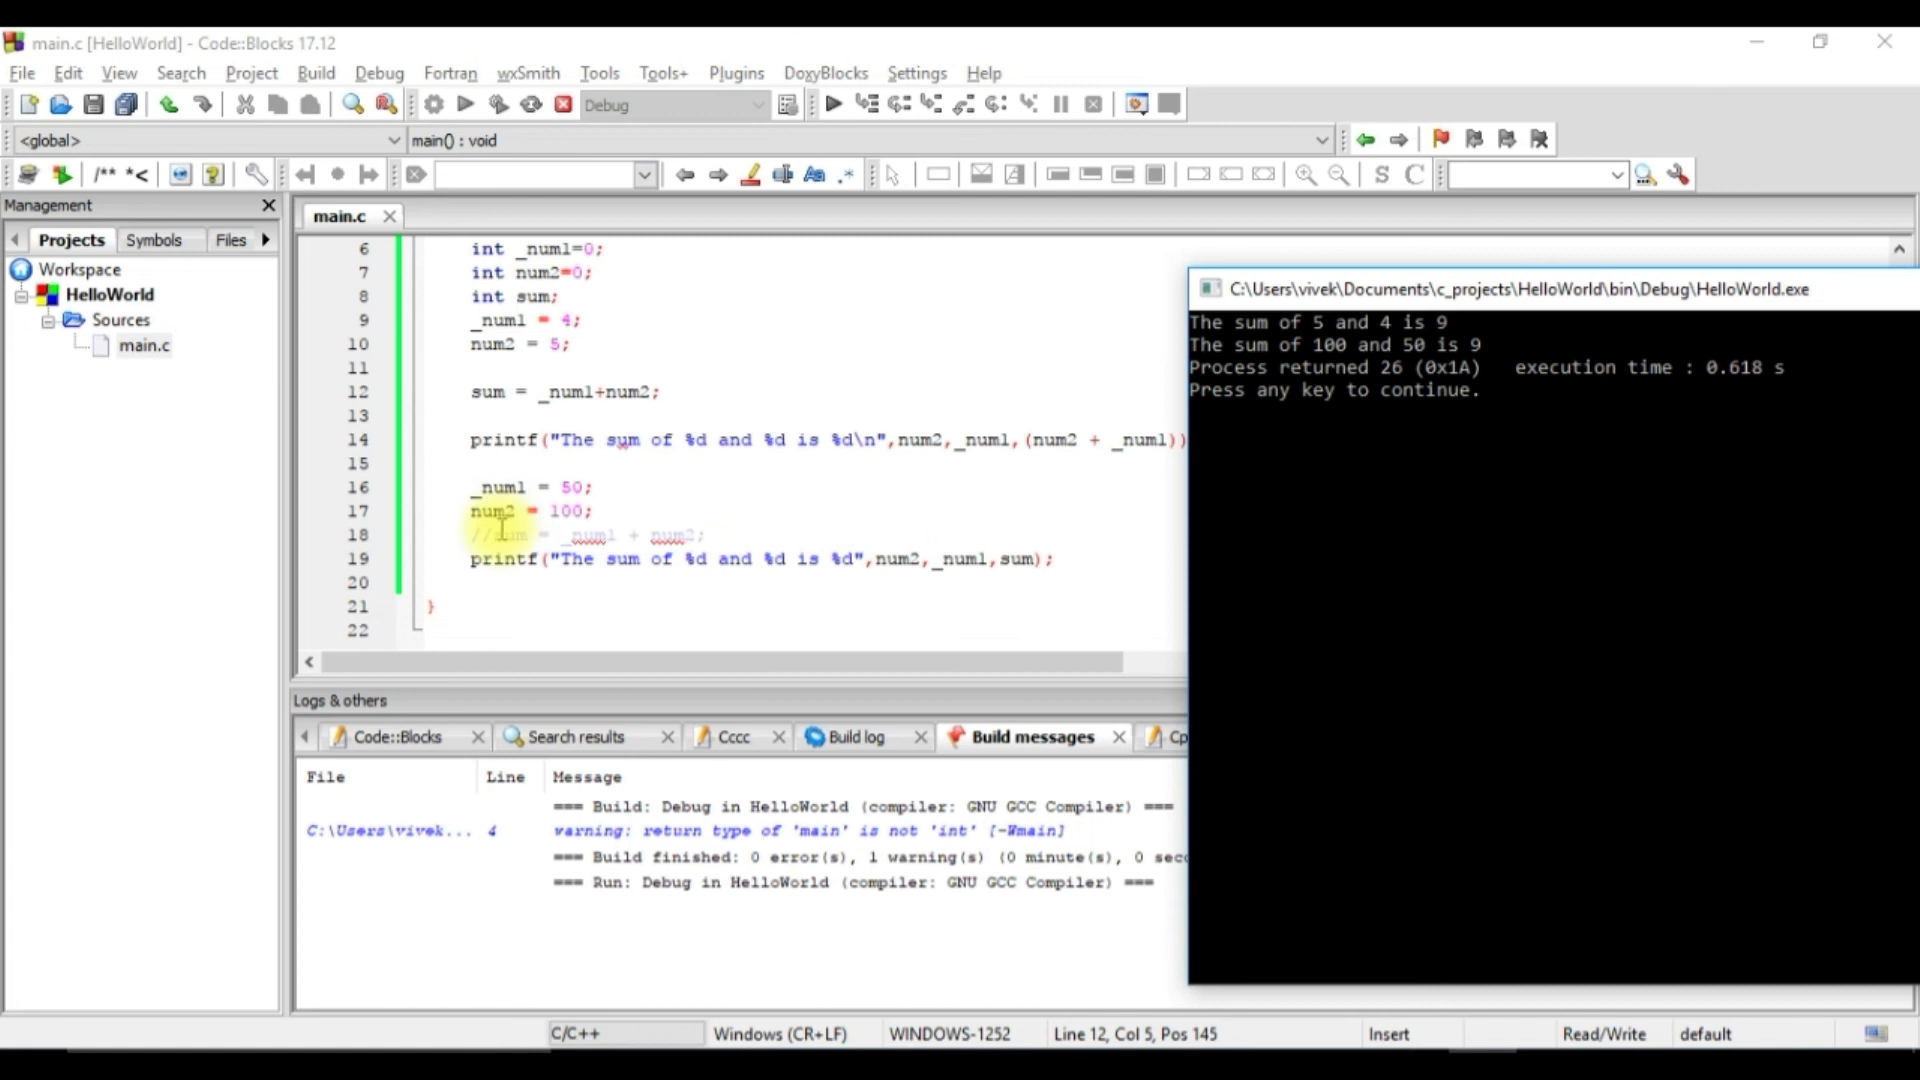 main.c [HelloWorld] - Code::Blocks 17.12
File Edit View Search Project Build Debug Fortran wxSmith Tools Tools+ Plugins DoxyBlocks Settings Help
Debug
<global> main() : void
/** *< Aa .* S C
Management
main.c
Projects Symbols Files
Workspace
HelloWorld
Sources
main.c
6 int _num1=0;
7 int num2=0;
8 int sum;
9 _num1 = 4;
10 num2 = 5;
11
12 sum = _num1+num2;
13
14 printf("The sum of %d and %d is %d\n",num2,_num1,(num2 + _num1))
15
16 _num1 = 50;
17 num2 = 100;
18 //sum = _num1 + num2;
19 printf("The sum of %d and %d is %d",num2,_num1,sum);
20
21 }
22
C:\Users\vivek\Documents\c_projects\HelloWorld\bin\Debug\HelloWorld.exe
The sum of 5 and 4 is 9
The sum of 100 and 50 is 9
Process returned 26 (0x1A) execution time : 0.618 s
Press any key to continue.
Logs & others
Code::Blocks Search results Cccc Build log Build messages Cp
File Line Message
=== Build: Debug in HelloWorld (compiler: GNU GCC Compiler) ===
C:\Users\vivek... 4 warning: return type of 'main' is not 'int' [-Wmain]
=== Build finished: 0 error(s), 1 warning(s) (0 minute(s), 0 seco
=== Run: Debug in HelloWorld (compiler: GNU GCC Compiler) ===
C/C++ Windows (CR+LF) WINDOWS-1252 Line 12, Col 5, Pos 145 Insert Read/Write default